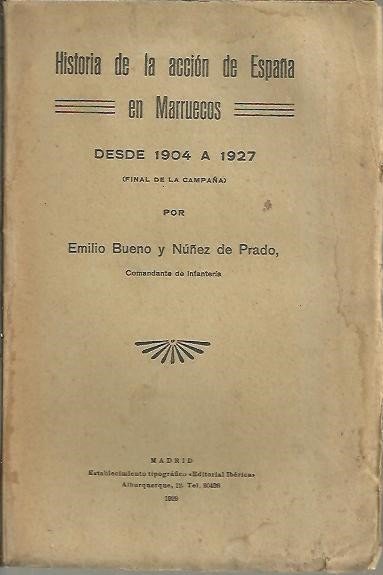 Historia de la acción de España
en Marruecos
DESDE 1904 A 1927
(FINAL DE LA CAMPAÑA)
POR
Emilio Bueno y Núñez de Prado,
Comandante de Infantería
MADRID
Establecimiento tipográfico «Editorial Ibérica»
Alburquerque, 12. Tel. 30438
1929